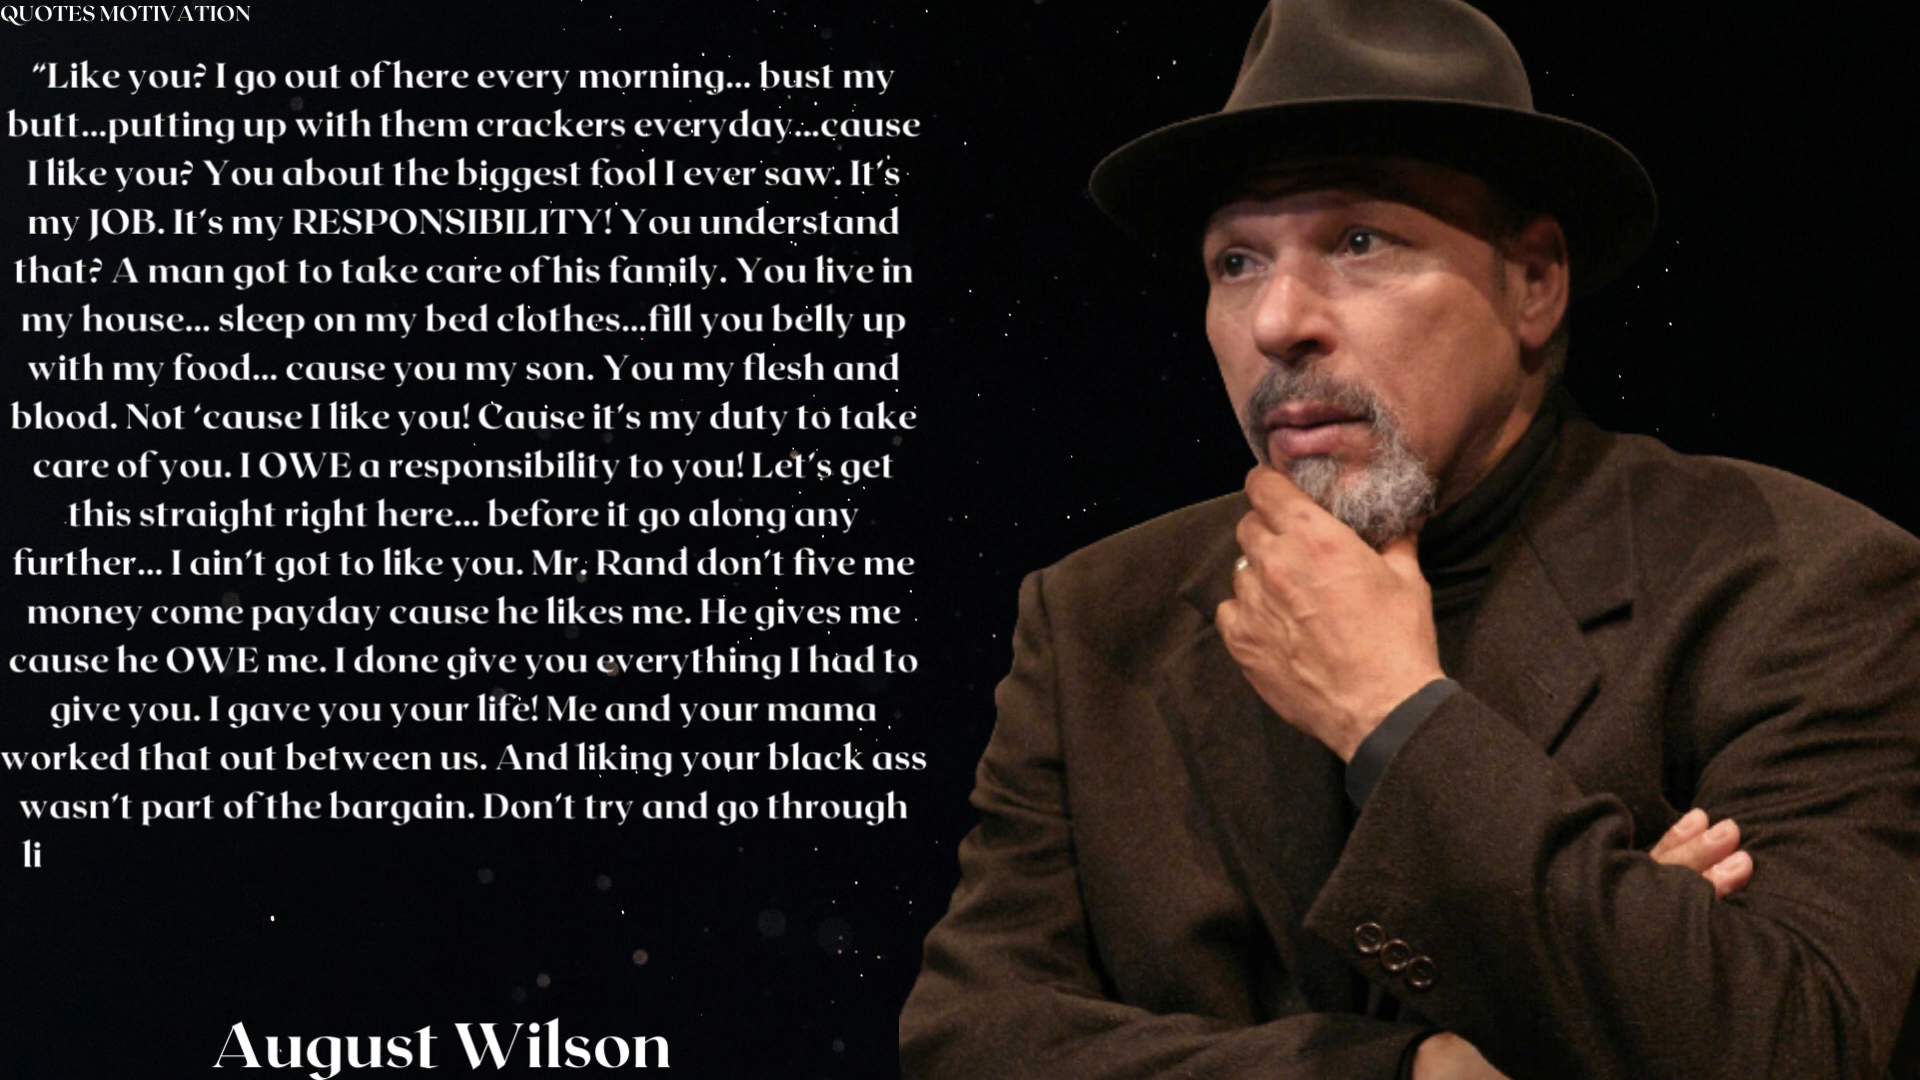 QUOTES MOTIVATION
“Like you? I go out of here every morning... bust my
butt...putting up with them crackers everyday...cause
I like you? You about the biggest fool I ever saw. It's
my JOB. It's my RESPONSIBILITY! You understand
that? A man got to take care of his family. You live in
my house... sleep on my bed clothes...fill you belly up
with my food... cause you my son. You my flesh and
blood. Not ‘cause I like you! Cause it's my duty to take
care of you. I OWE a responsibility to you! Let's get
this straight right here... before it go along any
further... I ain't got to like you. Mr. Rand don't five me
money come payday cause he likes me. He gives me
cause he OWE me. I done give you everything I had to
give you. I gave you your life! Me and your mama
worked that out between us. And liking your black ass
wasn't part of the bargain. Don't try and go through
li
August Wilson